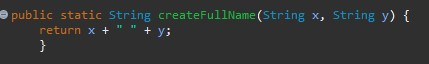 public static String createFullName(String x, String y) {
return x + " " + y;
}